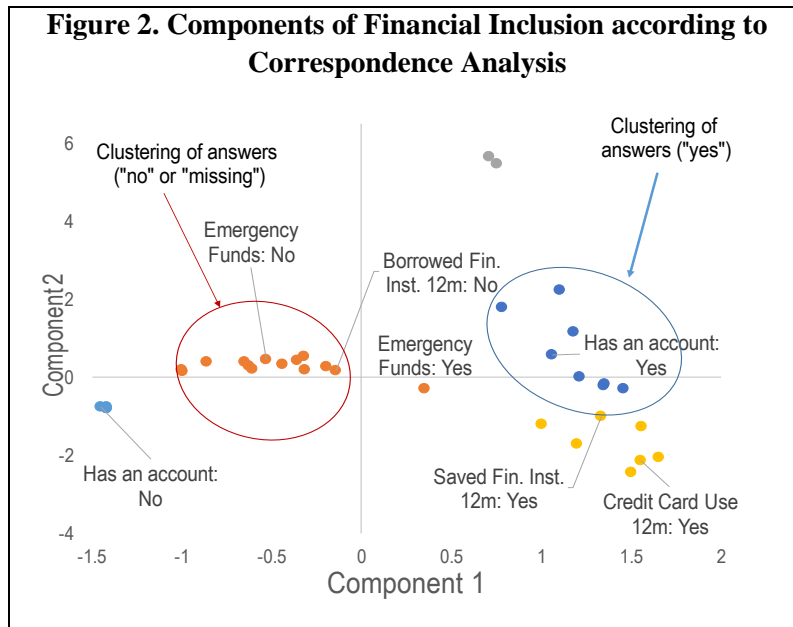 Figure 2. Components of Financial Inclusion according to
Correspondence Analysis
Clustering of
answers ("yes")
Clustering of answers
("no" or "missing")
Emergency
Funds: No
Borrowed Fin.
Inst. 12m: No
Emergency
Funds: Yes
Has an account:
Yes
Has an account:
No
Saved Fin. Inst.
12m: Yes
Credit Card Use
12m: Yes
Component2
6
4
2
0
-2
-4
-1.5 -1 -0.5 0 0.5 1 1.5 2
Component 1